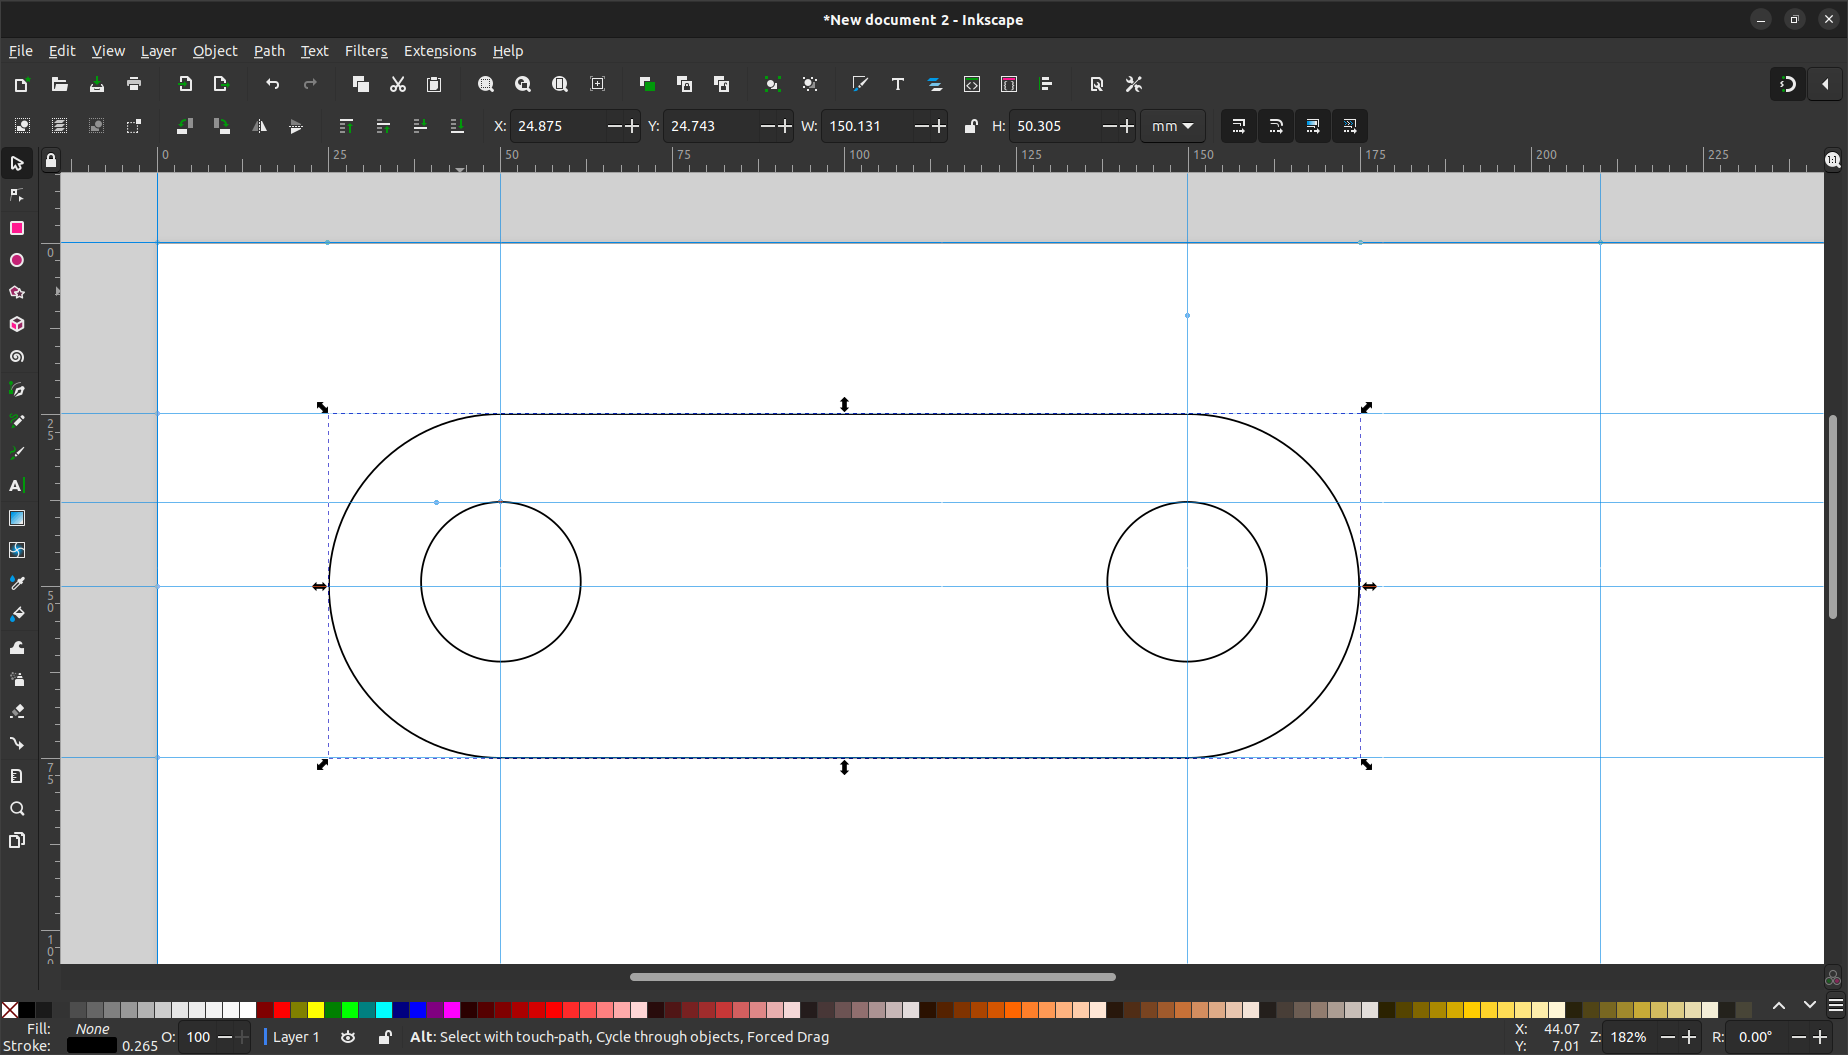 *New document 2 - Inkscape
File Edit View Layer Object Path Text Filters Extensions Help
X: 24.875 Y: 24.743 W: 150.131 H: 50.305 mm
0 25 50 75 100 125 150 175 200 225
1:1
0
25
50
75
100
Fill: None O: 100 Layer 1 Alt: Select with touch-path, Cycle through objects, Forced Drag X: 44.07 Z: 182% R: 0.00°
Stroke: 0.265 Y: 7.01